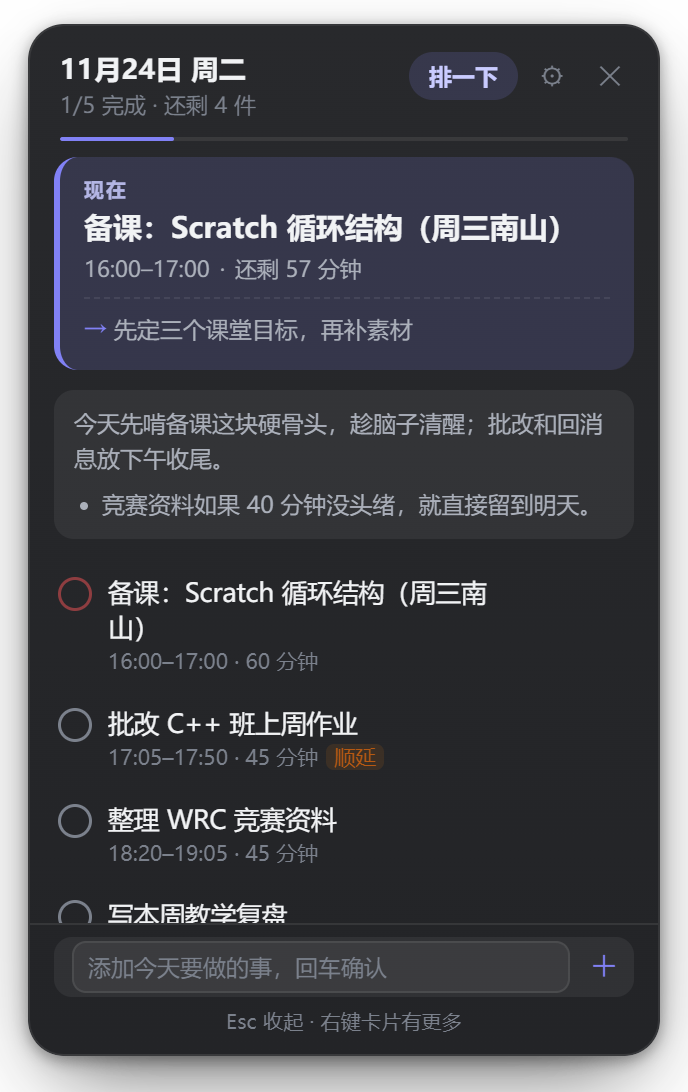 11月24日 周二
排一下
1/5 完成 · 还剩 4 件
现在
备课：Scratch 循环结构（周三南山）
16:00–17:00 · 还剩 57 分钟
→ 先定三个课堂目标，再补素材
今天先啃备课这块硬骨头，趁脑子清醒；批改和回消
息放下午收尾。
• 竞赛资料如果 40 分钟没头绪，就直接留到明天。
备课：Scratch 循环结构（周三南
山）
16:00–17:00 · 60 分钟
批改 C++ 班上周作业
17:05–17:50 · 45 分钟 顺延
整理 WRC 竞赛资料
18:20–19:05 · 45 分钟
写本周教学复盘
添加今天要做的事，回车确认
Esc 收起 · 右键卡片有更多